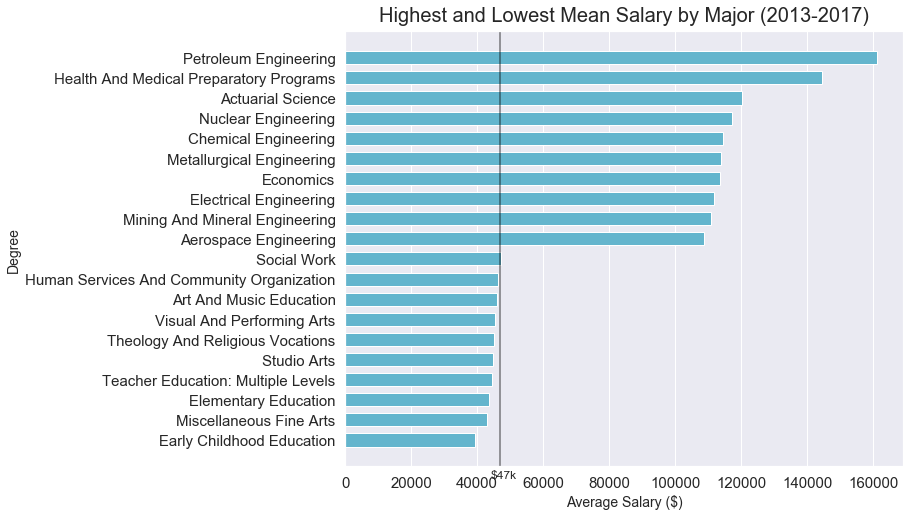 Highest and Lowest Mean Salary by Major (2013-2017)
Degree
Petroleum Engineering
Health And Medical Preparatory Programs
Actuarial Science
Nuclear Engineering
Chemical Engineering
Metallurgical Engineering
Economics
Electrical Engineering
Mining And Mineral Engineering
Aerospace Engineering
Social Work
Human Services And Community Organization
Art And Music Education
Visual And Performing Arts
Theology And Religious Vocations
Studio Arts
Teacher Education: Multiple Levels
Elementary Education
Miscellaneous Fine Arts
Early Childhood Education
$47k
0 20000 40000 60000 80000 100000 120000 140000 160000
Average Salary ($)